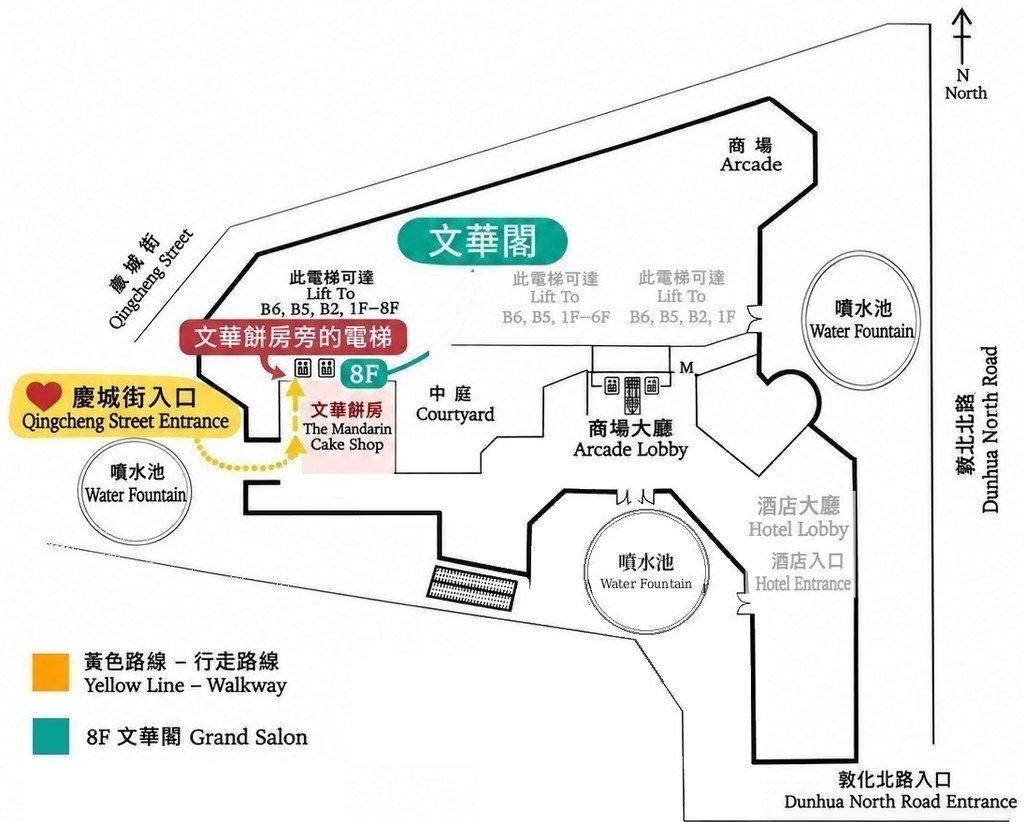 N
North
商 場
Arcade
文華閣
慶城街
Qingcheng Street
此電梯可達
Lift To
B6, B5, B2, 1F–8F
此電梯可達
Lift To
B6, B5, 1F–6F
此電梯可達
Lift To
B6, B5, B2, 1F
噴水池
Water Fountain
文華餅房旁的電梯
8F
M
慶城街入口
Qingcheng Street Entrance
文華餅房
The Mandarin
Cake Shop
中 庭
Courtyard
商場大廳
Arcade Lobby
敦北北路
Dunhua North Road
噴水池
Water Fountain
酒店大廳
Hotel Lobby
酒店入口
Hotel Entrance
噴水池
Water Fountain
黃色路線 – 行走路線
Yellow Line – Walkway
8F 文華閣 Grand Salon
敦化北路入口
Dunhua North Road Entrance